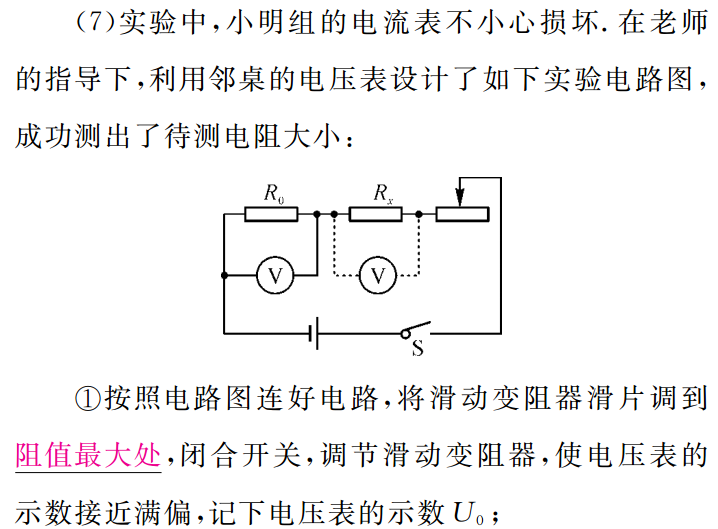 (7)实验中,小明组的电流表不小心损坏.在老师
的指导下,利用邻桌的电压表设计了如下实验电路图,
成功测出了待测电阻大小:
R₀ Rₓ
V V
S
①按照电路图连好电路,将滑动变阻器滑片调到
阻值最大处,闭合开关,调节滑动变阻器,使电压表的
示数接近满偏,记下电压表的示数 U₀;